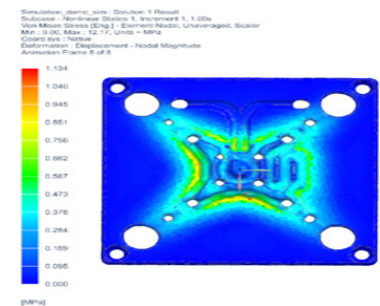 Simulation_demo_sim : Solution 1 Result
Subcase - Nonlinear Statics 1, Increment 1, 1.00s
Von Mises Stress (Eng.) - Element-Nodal, Unaveraged, Scalar
Min : 0.00, Max : 12.17, Units = MPa
Coord sys : Native
Deformation : Displacement - Nodal Magnitude
Animation Frame 8 of 8
1.134
1.040
0.945
0.851
0.756
0.662
0.567
0.473
0.378
0.284
0.189
0.095
0.000
[MPa]